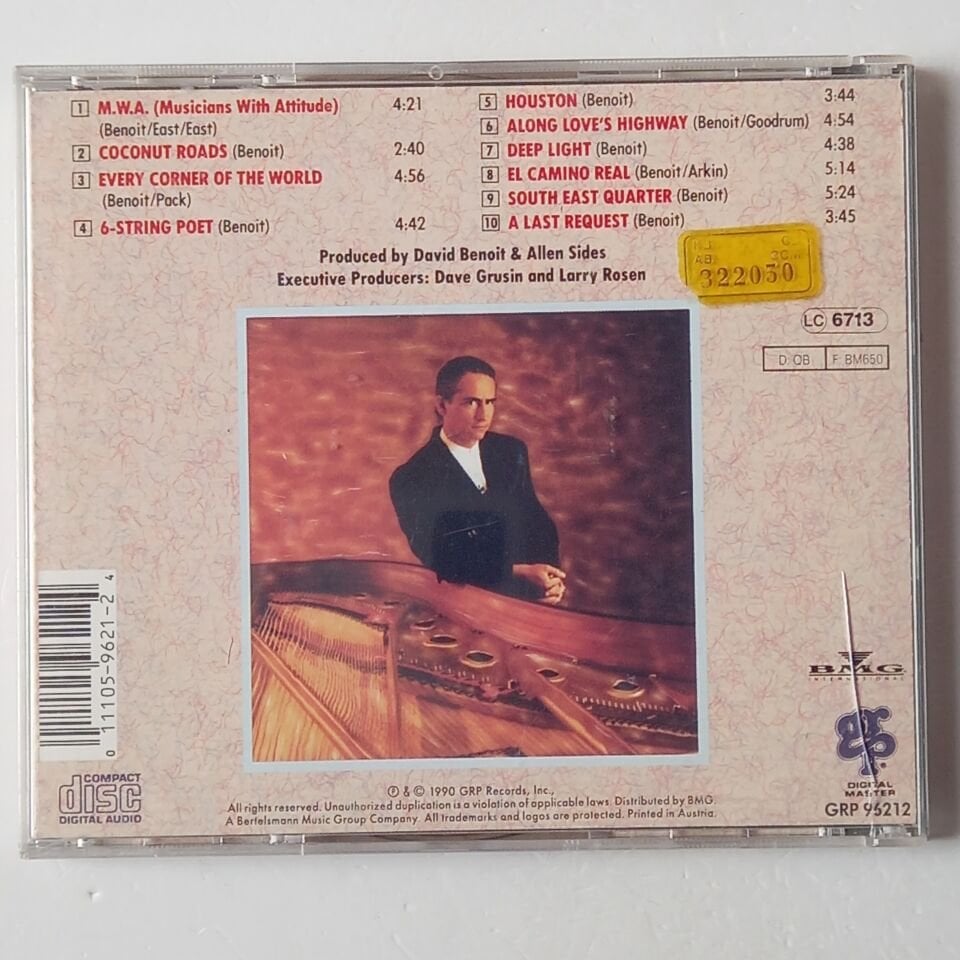 1 M.W.A. (Musicians With Attitude) 4:21
(Benoit/East/East)
2 COCONUT ROADS (Benoit) 2:40
3 EVERY CORNER OF THE WORLD 4:56
(Benoit/Pack)
4 6-STRING POET (Benoit) 4:42
5 HOUSTON (Benoit) 3:44
6 ALONG LOVE'S HIGHWAY (Benoit/Goodrum) 4:54
7 DEEP LIGHT (Benoit) 4:38
8 EL CAMINO REAL (Benoit/Arkin) 5:14
9 SOUTH EAST QUARTER (Benoit) 5:24
10 A LAST REQUEST (Benoit) 3:45
Produced by David Benoit & Allen Sides
Executive Producers: Dave Grusin and Larry Rosen
AB.
322030
LC 6713
D: OB F: BM650
0 11105-9621-2 4
BMG
INTERNATIONAL
GRP
DIGITAL
MASTER
GRP 96212
COMPACT
disc
DIGITAL AUDIO
℗ & © 1990 GRP Records, Inc.,
All rights reserved. Unauthorized duplication is a violation of applicable laws. Distributed by BMG.
A Bertelsmann Music Group Company. All trademarks and logos are protected. Printed in Austria.